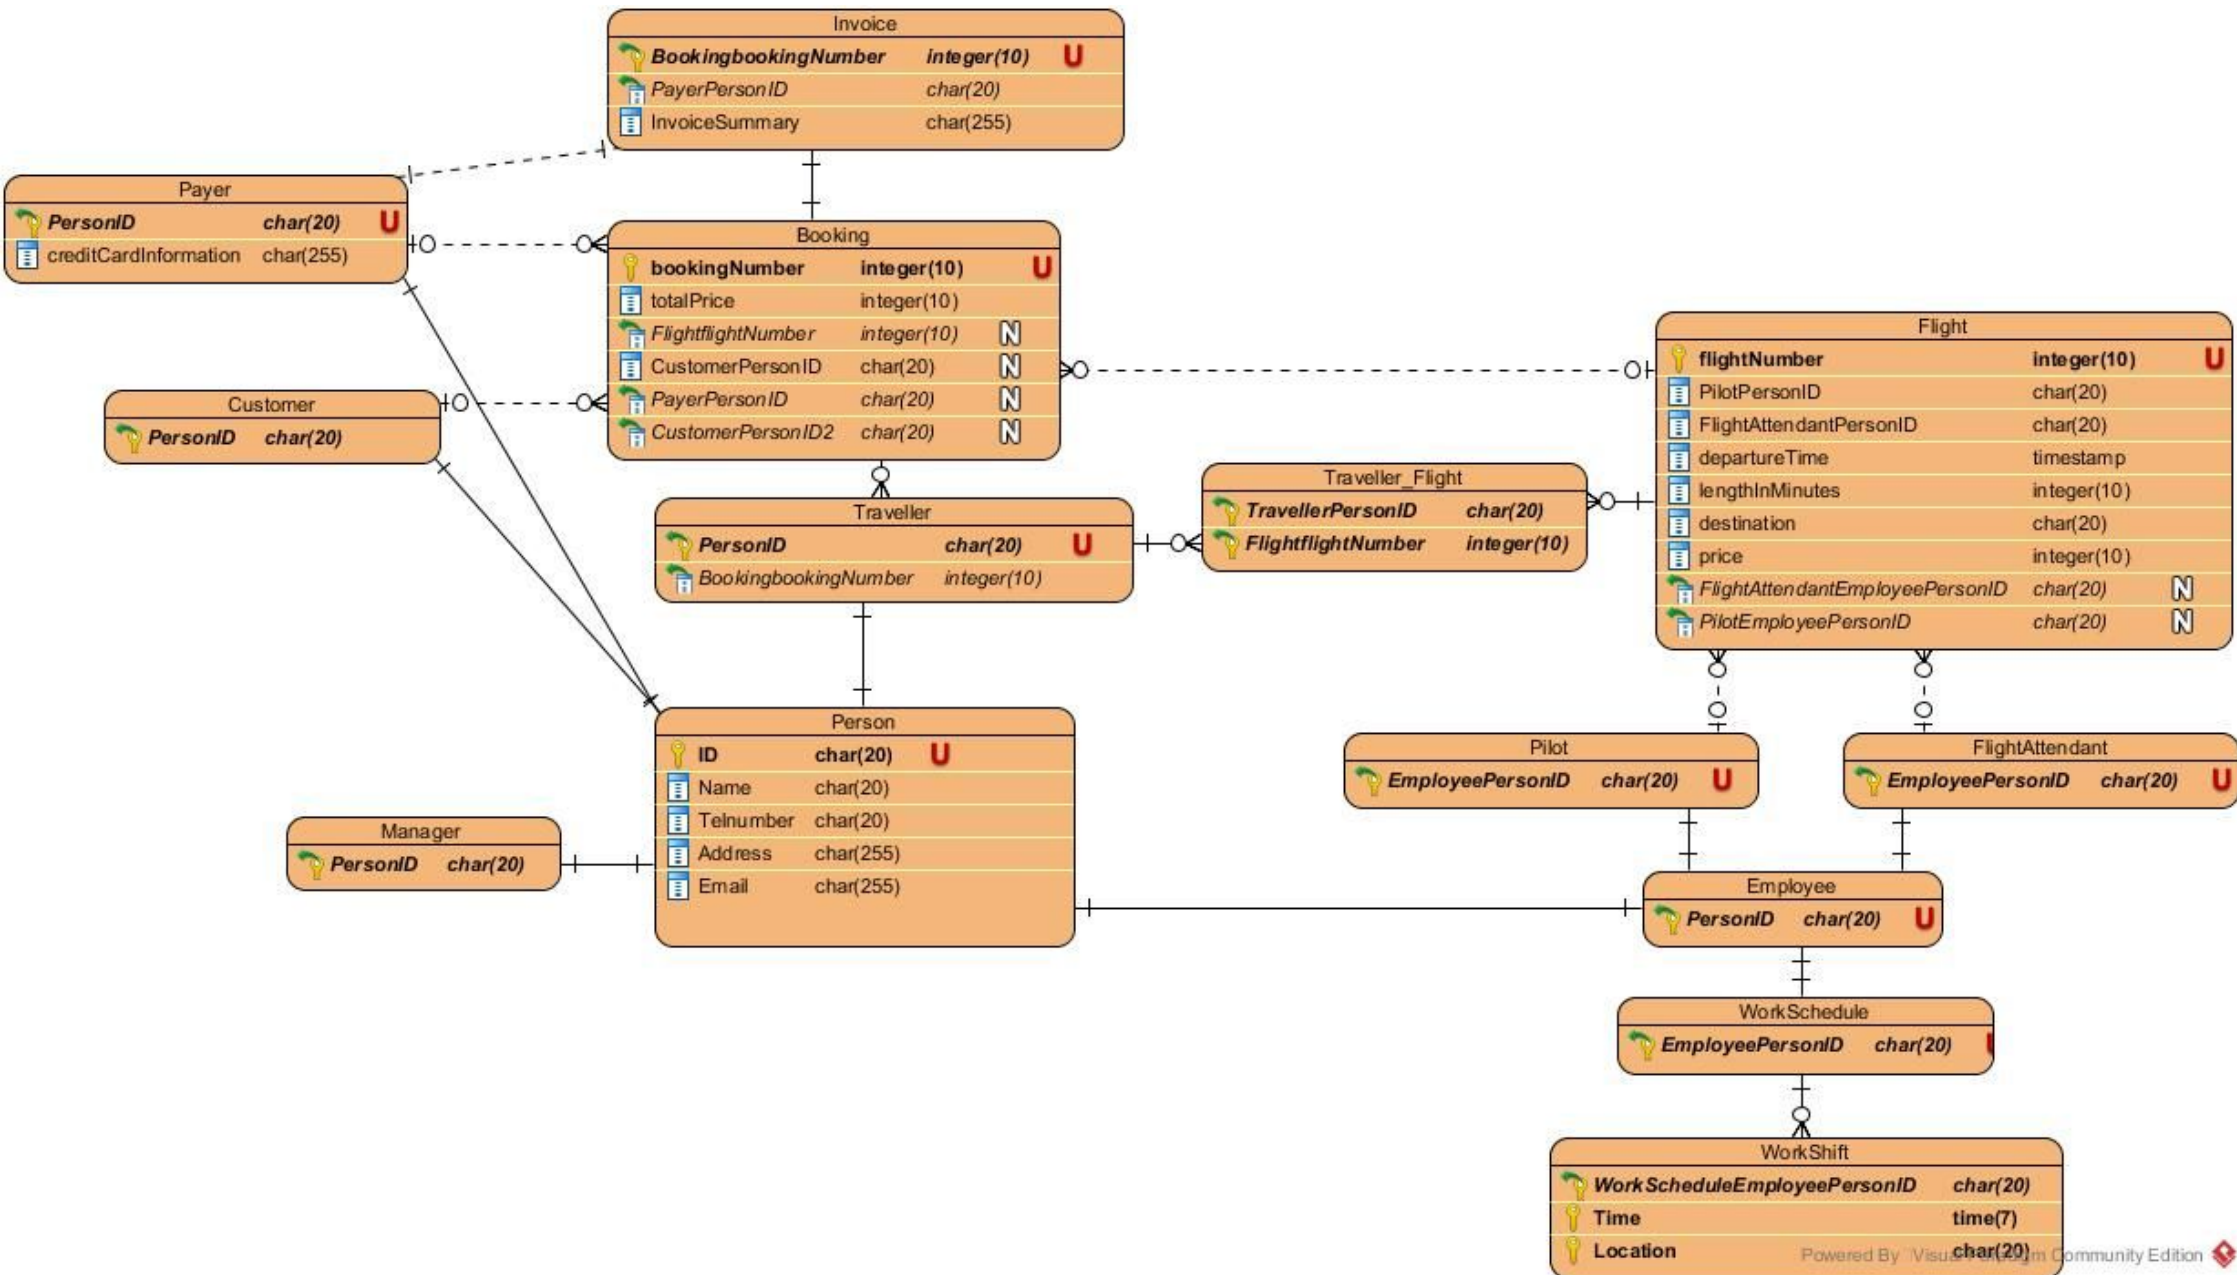 Invoice
BookingbookingNumber integer(10) U
PayerPersonID char(20)
InvoiceSummary char(255)
Payer
PersonID char(20) U
creditCardInformation char(255)
Booking
bookingNumber integer(10) U
totalPrice integer(10)
FlightflightNumber integer(10) N
CustomerPersonID char(20) N
PayerPersonID char(20) N
CustomerPersonID2 char(20) N
Customer
PersonID char(20)
Flight
flightNumber integer(10) U
PilotPersonID char(20)
FlightAttendantPersonID char(20)
departureTime timestamp
lengthInMinutes integer(10)
destination char(20)
price integer(10)
FlightAttendantEmployeePersonID char(20) N
PilotEmployeePersonID char(20) N
Traveller_Flight
TravellerPersonID char(20)
FlightflightNumber integer(10)
Traveller
PersonID char(20) U
BookingbookingNumber integer(10)
Person
ID char(20) U
Name char(20)
Telnumber char(20)
Address char(255)
Email char(255)
Manager
PersonID char(20)
Pilot
EmployeePersonID char(20) U
FlightAttendant
EmployeePersonID char(20) U
Employee
PersonID char(20) U
WorkSchedule
EmployeePersonID char(20)
WorkShift
WorkScheduleEmployeePersonID char(20)
Time time(7)
Location char(20)
Powered By Visual Paradigm Community Edition